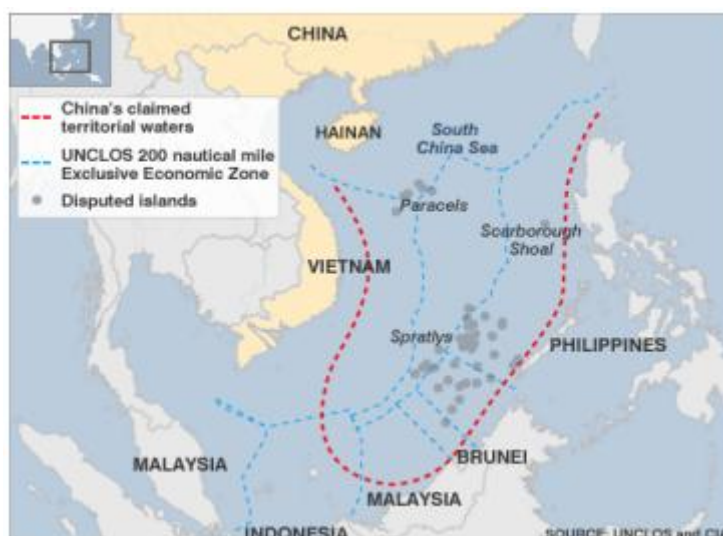 CHINA
China's claimed
territorial waters
UNCLOS 200 nautical mile
Exclusive Economic Zone
Disputed islands
HAINAN
South
China Sea
Paracels
Scarborough
Shoal
VIETNAM
Spratlys
PHILIPPINES
MALAYSIA
BRUNEI
MALAYSIA
INDONESIA
SOURCE: UNCLOS and CIA